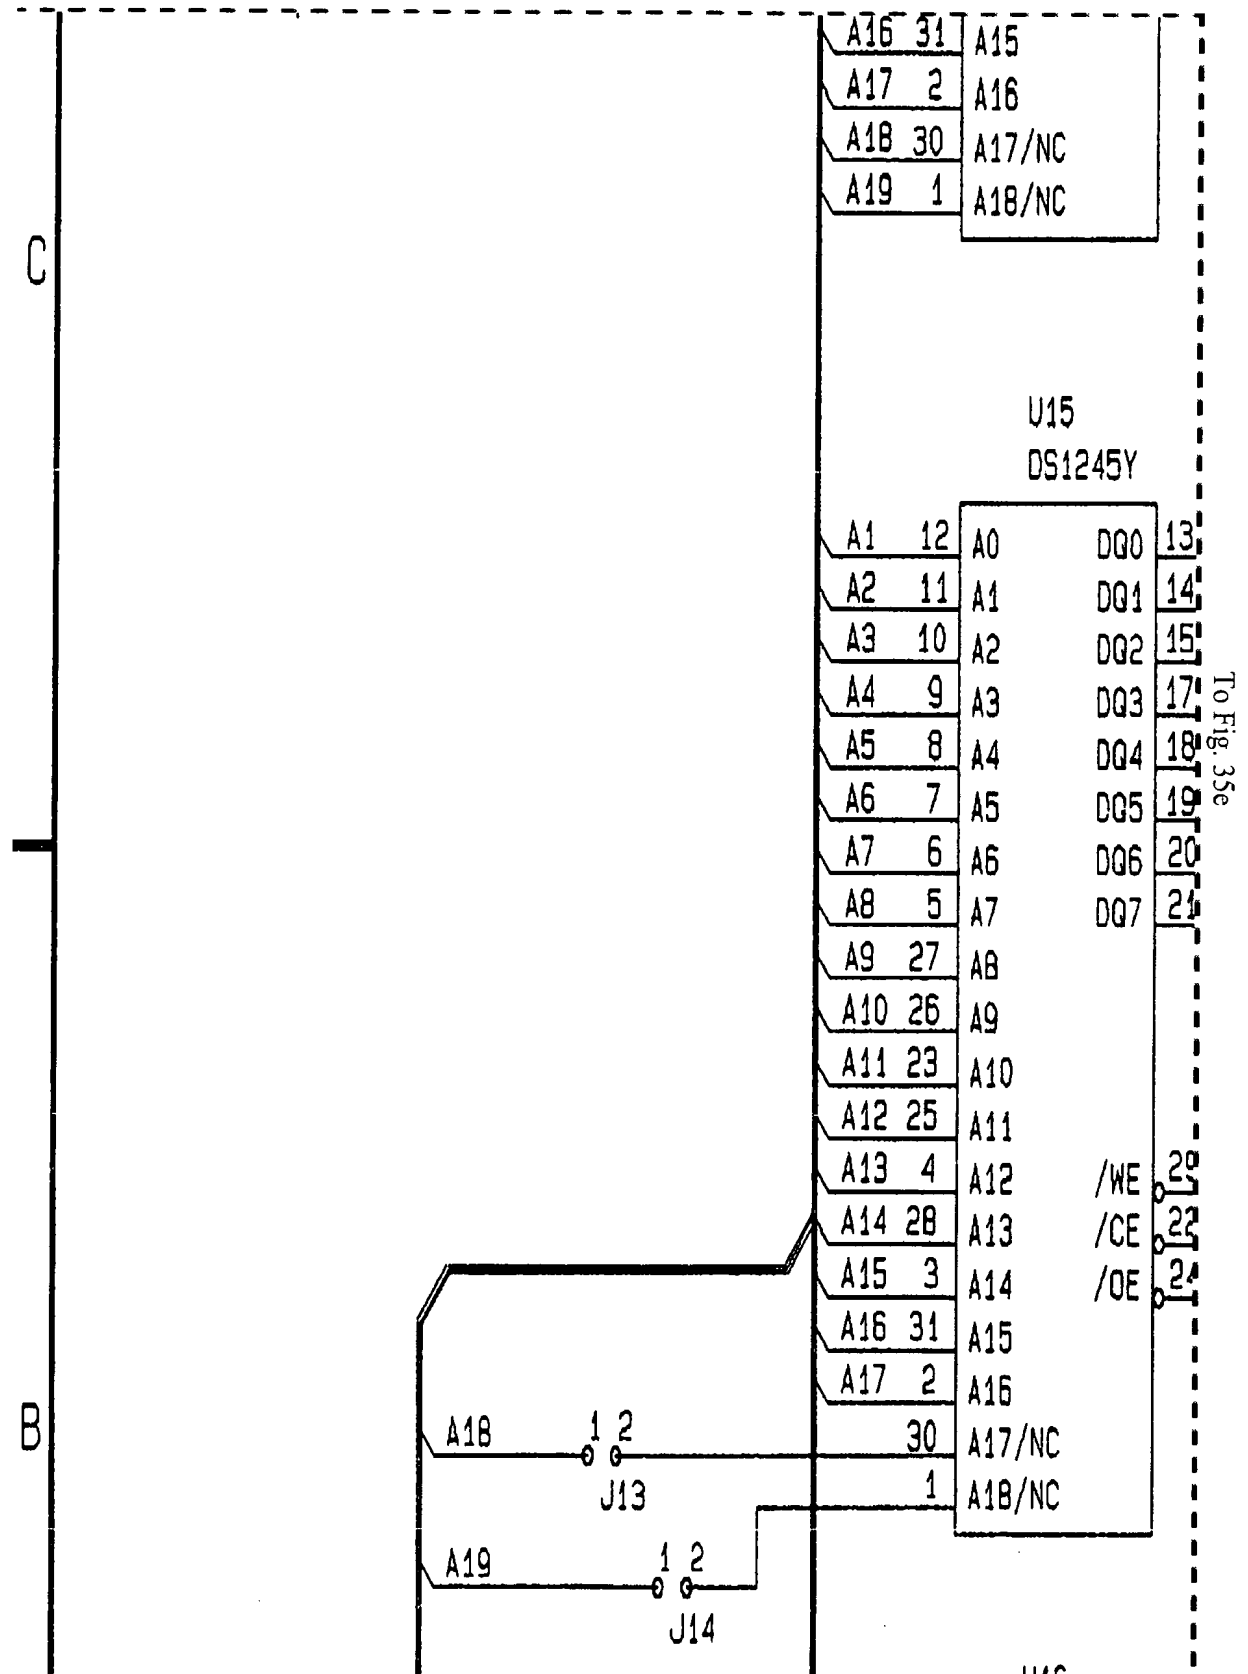 A16 31 A15
A17 2 A16
A18 30 A17/NC
A19 1 A18/NC
C
U15
DS1245Y
A1 12 A0 DQ0 13
A2 11 A1 DQ1 14
A3 10 A2 DQ2 15
A4 9 A3 DQ3 17
A5 8 A4 DQ4 18
A6 7 A5 DQ5 19
A7 6 A6 DQ6 20
A8 5 A7 DQ7 21
To Fig. 35e
A9 27 A8
A10 26 A9
A11 23 A10
A12 25 A11
A13 4 A12 /WE
A14 28 A13 /CE 22
A15 3 A14 /OE
A16 31 A15
A17 2 A16
B
A18 1 2 30 A17/NC
J13
1 A18/NC
A19 1 2
J14